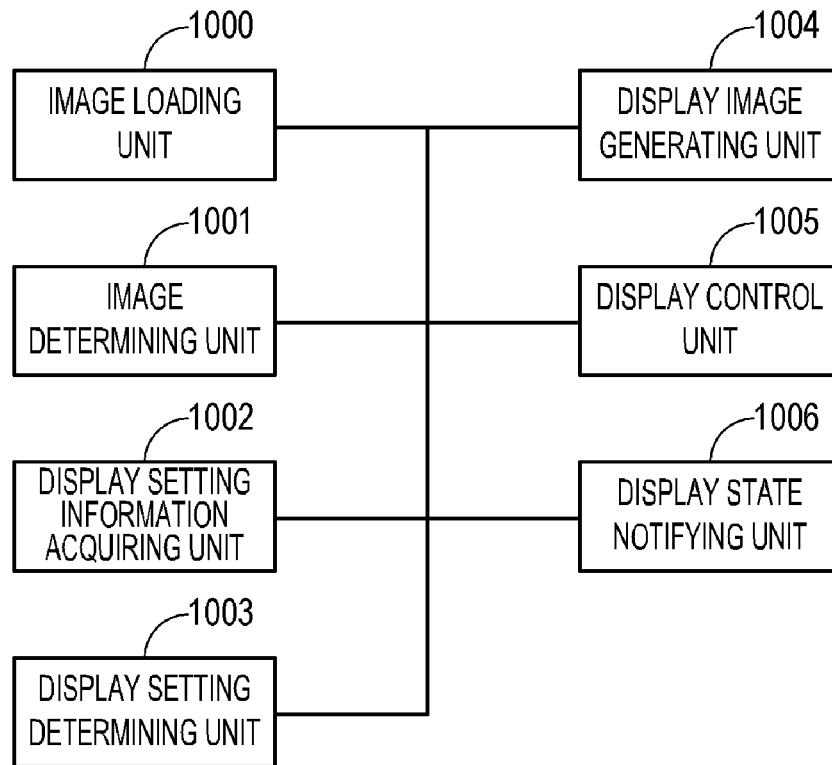 1000
IMAGE LOADING
UNIT
1001
IMAGE
DETERMINING UNIT
1002
DISPLAY SETTING
INFORMATION
ACQUIRING UNIT
1003
DISPLAY SETTING
DETERMINING UNIT
1004
DISPLAY IMAGE
GENERATING UNIT
1005
DISPLAY CONTROL
UNIT
1006
DISPLAY STATE
NOTIFYING UNIT